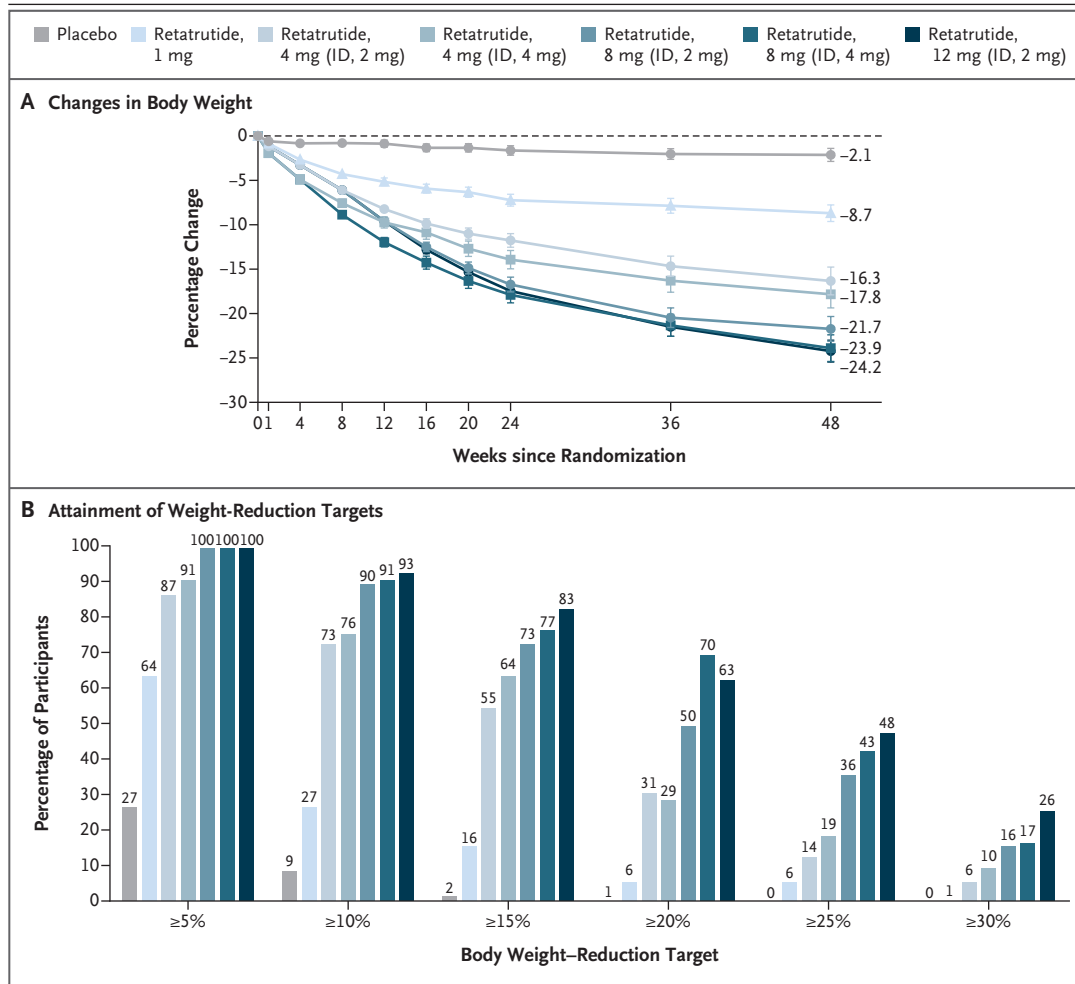 Placebo
Retatrutide, 1 mg
Retatrutide, 4 mg (ID, 2 mg)
Retatrutide, 4 mg (ID, 4 mg)
Retatrutide, 8 mg (ID, 2 mg)
Retatrutide, 8 mg (ID, 4 mg)
Retatrutide, 12 mg (ID, 2 mg)
A Changes in Body Weight
Percentage Change
0
−5
−10
−15
−20
−25
−30
−2.1
−8.7
−16.3
−17.8
−21.7
−23.9
−24.2
0 1 4 8 12 16 20 24 36 48
Weeks since Randomization
B Attainment of Weight-Reduction Targets
Percentage of Participants
100
90
80
70
60
50
40
30
20
10
0
27 64 87 91 100 100 100
9 27 73 76 90 91 93
2 16 55 64 73 77 83
1 6 31 29 50 70 63
0 6 14 19 36 43 48
0 1 6 10 16 17 26
≥5% ≥10% ≥15% ≥20% ≥25% ≥30%
Body Weight–Reduction Target